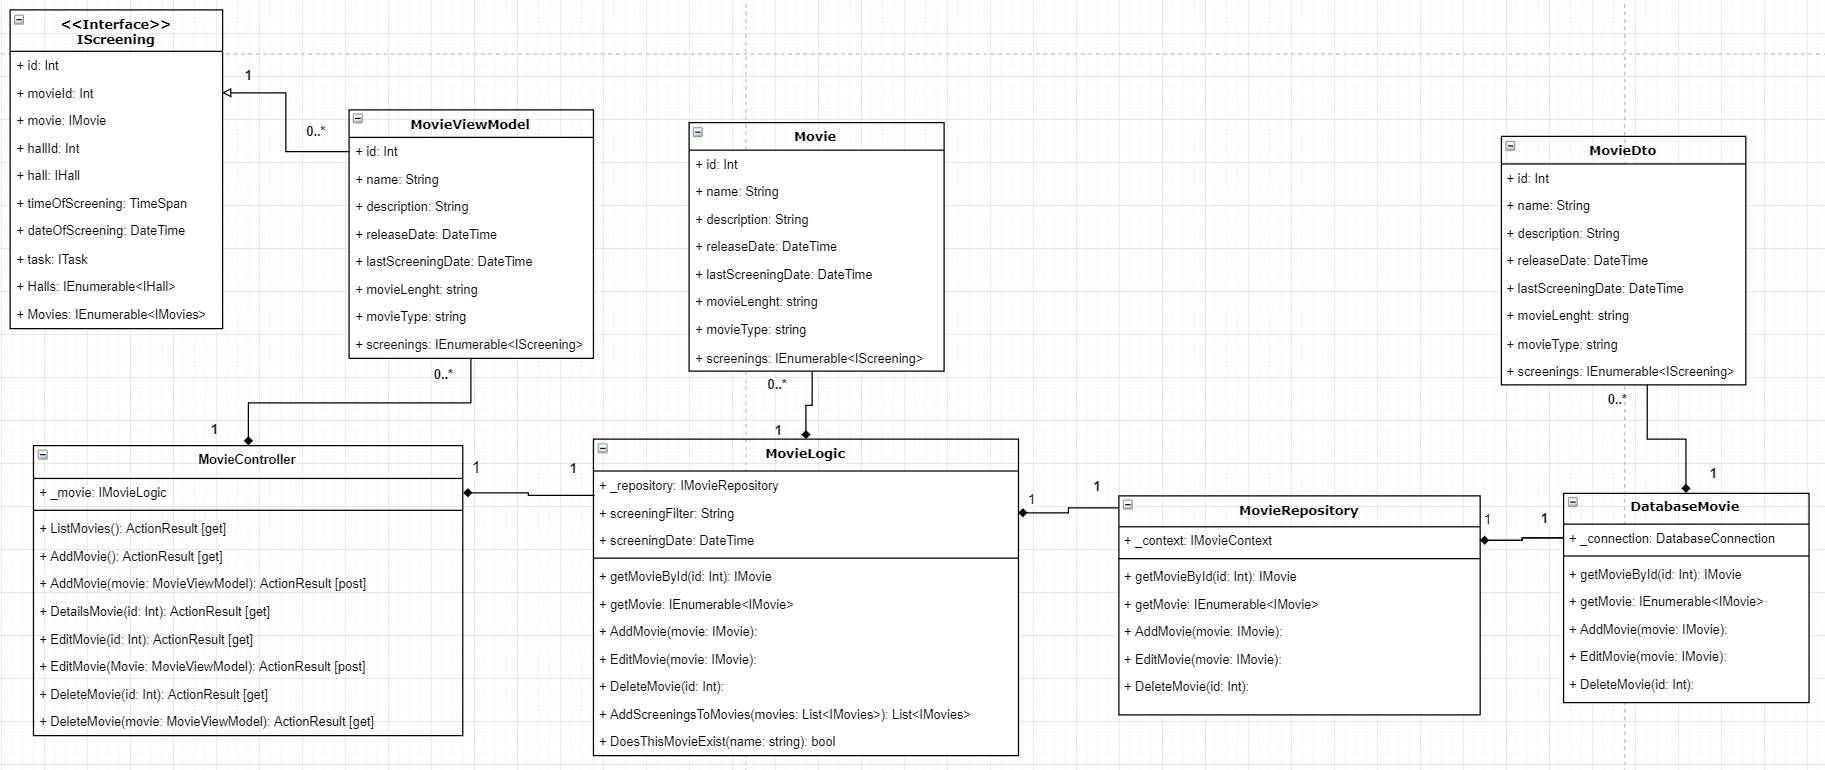 <<Interface>>
IScreening
+ id: Int
+ movieId: Int
+ movie: IMovie
+ hallId: Int
+ hall: IHall
+ timeOfScreening: TimeSpan
+ dateOfScreening: DateTime
+ task: ITask
+ Halls: IEnumerable<IHall>
+ Movies: IEnumerable<IMovies>
1
0..*
MovieViewModel
+ id: Int
+ name: String
+ description: String
+ releaseDate: DateTime
+ lastScreeningDate: DateTime
+ movieLenght: string
+ movieType: string
+ screenings: IEnumerable<IScreening>
0..*
1
Movie
+ id: Int
+ name: String
+ description: String
+ releaseDate: DateTime
+ lastScreeningDate: DateTime
+ movieLenght: string
+ movieType: string
+ screenings: IEnumerable<IScreening>
0..*
1
MovieDto
+ id: Int
+ name: String
+ description: String
+ releaseDate: DateTime
+ lastScreeningDate: DateTime
+ movieLenght: string
+ movieType: string
+ screenings: IEnumerable<IScreening>
0..*
1
MovieController
+ _movie: IMovieLogic
+ ListMovies(): ActionResult [get]
+ AddMovie(): ActionResult [get]
+ AddMovie(movie: MovieViewModel): ActionResult [post]
+ DetailsMovie(id: Int): ActionResult [get]
+ EditMovie(id: Int): ActionResult [get]
+ EditMovie(Movie: MovieViewModel): ActionResult [post]
+ DeleteMovie(id: Int): ActionResult [get]
+ DeleteMovie(movie: MovieViewModel): ActionResult [get]
1
1
MovieLogic
+ _repository: IMovieRepository
+ screeningFilter: String
+ screeningDate: DateTime
+ getMovieById(id: Int): IMovie
+ getMovie: IEnumerable<IMovie>
+ AddMovie(movie: IMovie):
+ EditMovie(movie: IMovie):
+ DeleteMovie(id: Int):
+ AddScreeningsToMovies(movies: List<IMovies>): List<IMovies>
+ DoesThisMovieExist(name: string): bool
1
1
MovieRepository
+ _context: IMovieContext
+ getMovieById(id: Int): IMovie
+ getMovie: IEnumerable<IMovie>
+ AddMovie(movie: IMovie):
+ EditMovie(movie: IMovie):
+ DeleteMovie(id: Int):
1
1
DatabaseMovie
+ _connection: DatabaseConnection
+ getMovieById(id: Int): IMovie
+ getMovie: IEnumerable<IMovie>
+ AddMovie(movie: IMovie):
+ EditMovie(movie: IMovie):
+ DeleteMovie(id: Int):